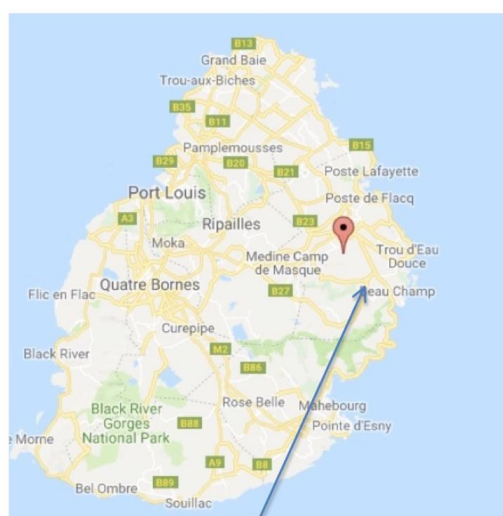 B13
Grand Baie
Trou-aux-Biches
B35
B11
Pamplemousses
B15
B29
B20
B21
Poste Lafayette
Port Louis
Poste de Flacq
A3
Ripailles
B23
Moka
Medine Camp
de Masque
Trou d'Eau
Douce
Quatre Bornes
Flic en Flac
B27
eau Champ
Curepipe
Black River
M2
B86
Rose Belle
Mahebourg
Black River
Gorges
National Park
B88
Pointe d'Esny
e Morne
A9
B8
Bel Ombre
B89
Souillac